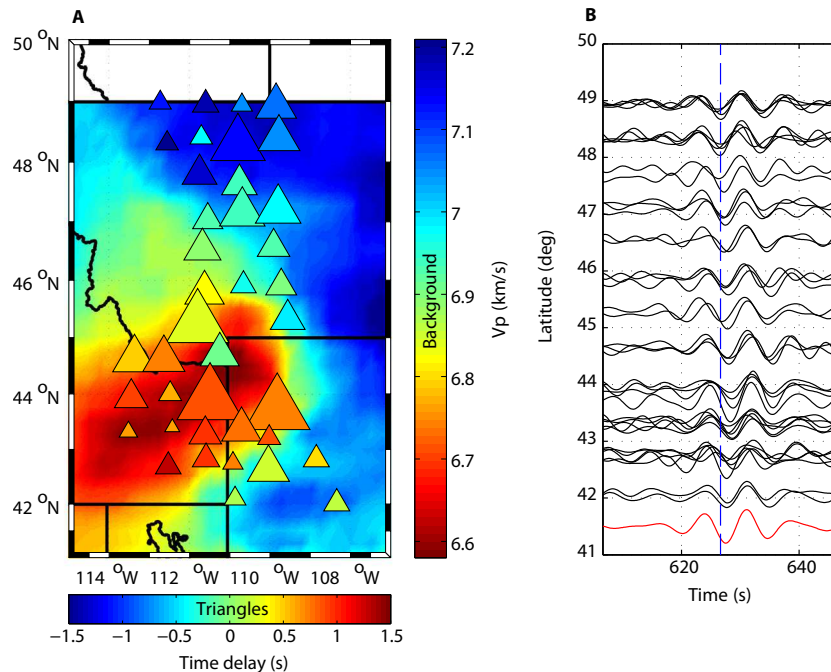 A
50 °N
48 °N
46 °N
44 °N
42 °N
114 °W 112 °W 110 °W 108 °W
Triangles
−1.5 −1 −0.5 0 0.5 1 1.5
Time delay (s)
7.2
7.1
7
6.9
6.8
6.7
6.6
Background
Vp (km/s)
B
50
49
48
47
46
45
44
43
42
41
Latitude (deg)
620 640
Time (s)